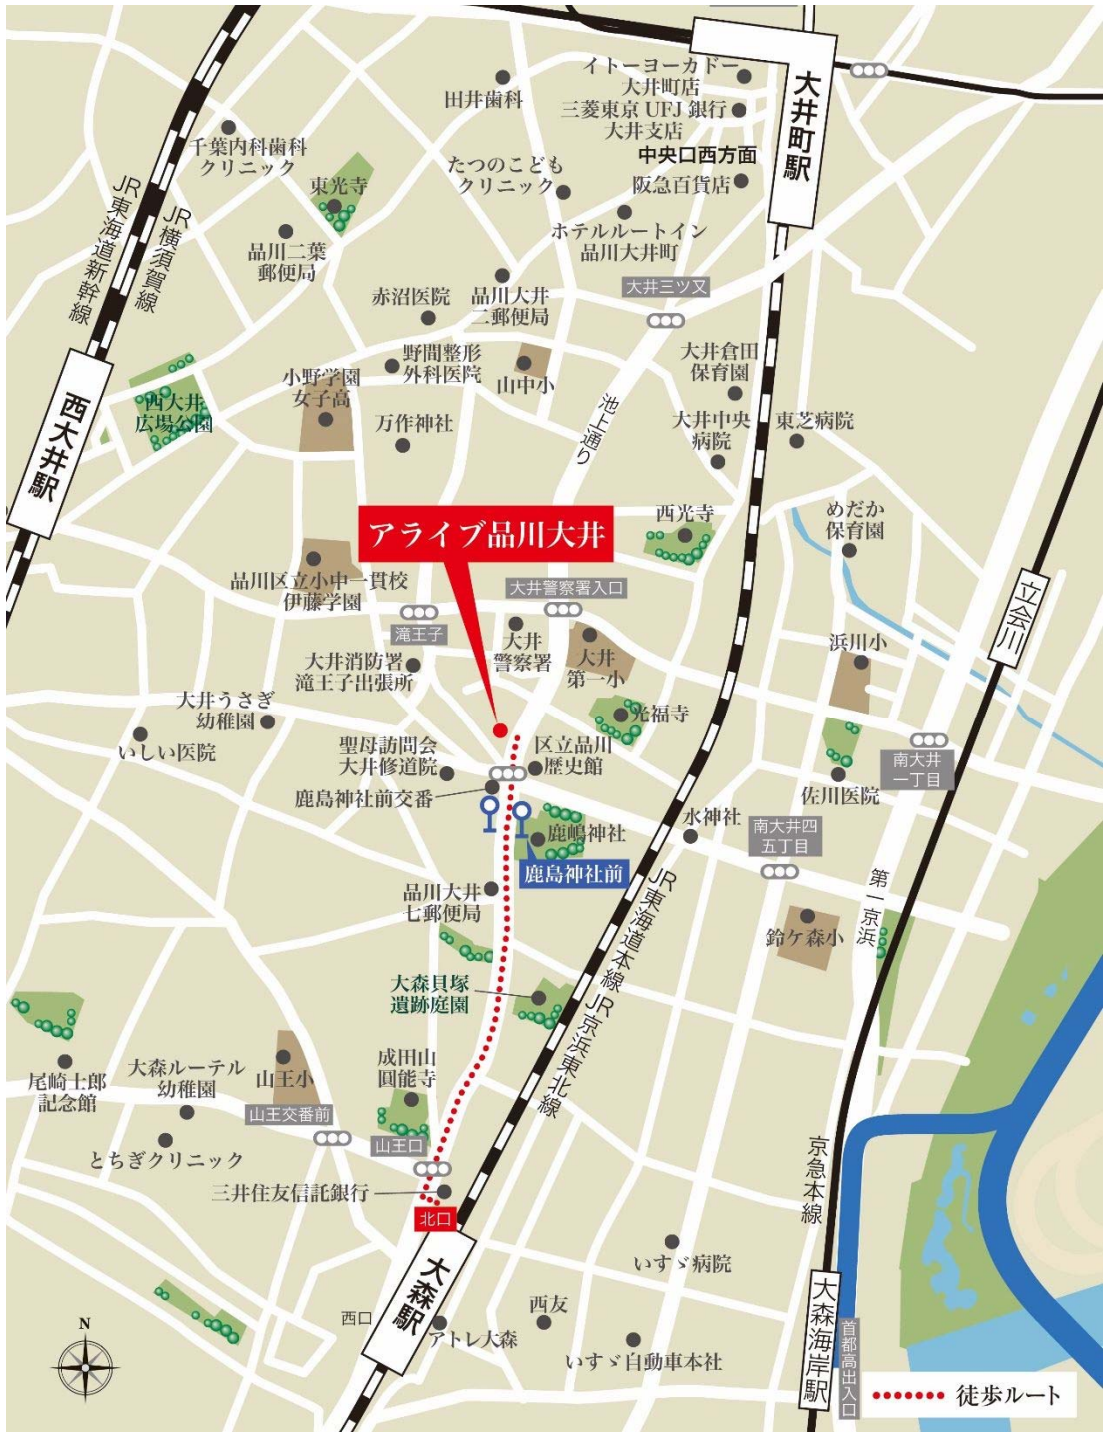 イトーヨーカドー
大井町店
三菱東京UFJ銀行
大井支店
中央口西方面
阪急百貨店
大井町駅
田井歯科
千葉内科歯科
クリニック
たつのこども
クリニック
東光寺
ホテルルートイン
品川大井町
JR東海道新幹線
JR横須賀線
品川二葉
郵便局
大井三ツ又
赤沼医院
品川大井
二郵便局
野間整形
外科医院
山中小
大井倉田
保育園
小野学園
女子高
西大井
広場公園
西大井駅
万作神社
池上通り
大井中央
病院
東芝病院
アライブ品川大井
西光寺
めだか
保育園
品川区立小中一貫校
伊藤学園
大井警察署入口
滝王子
大井
警察署
大井
第一小
立会川
浜川小
大井消防署
滝王子出張所
大井うさぎ
幼稚園
いしい医院
光福寺
聖母訪問会
大井修道院
区立品川
歴史館
南大井
一丁目
鹿島神社前交番
佐川医院
水神社
南大井四
五丁目
鹿嶋神社
鹿島神社前
品川大井
七郵便局
JR東海道本線
JR京浜東北線
第一京浜
鈴ケ森小
大森貝塚
遺跡庭園
成田山
圓能寺
尾崎士郎
記念館
大森ルーテル
幼稚園
山王小
山王交番前
山王口
とちぎクリニック
三井住友信託銀行
北口
京急本線
いすゞ病院
大森駅
西口
アトレ大森
西友
いすゞ自動車本社
大森海岸駅
首都高出入口
N
徒歩ルート